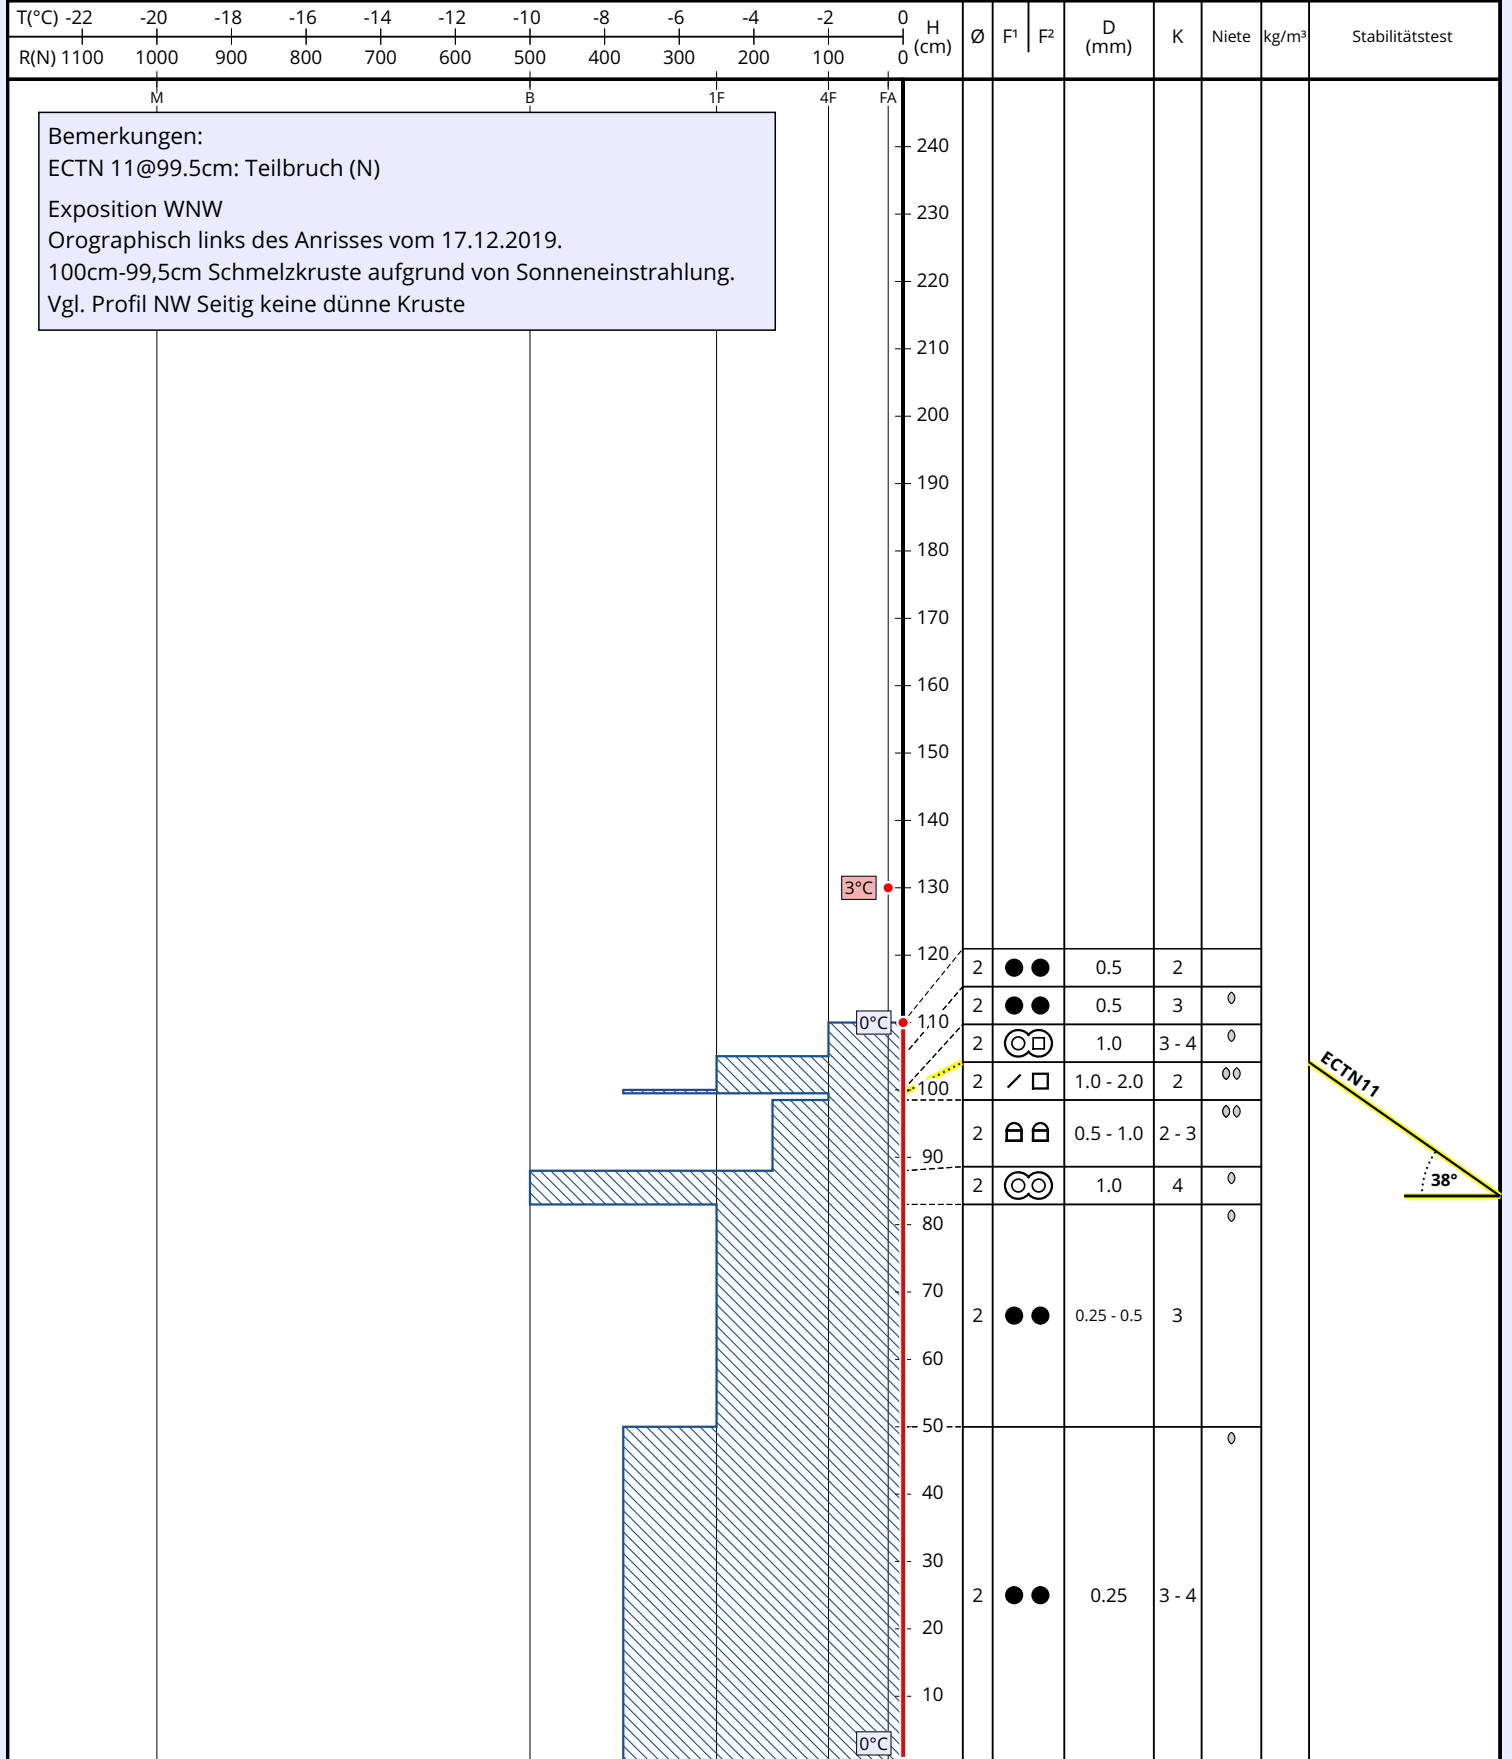 T(°C) -22 -20 -18 -16 -14 -12 -10 -8 -6 -4 -2 0
R(N) 1100 1000 900 800 700 600 500 400 300 200 100 0
H (cm) Ø F¹ F² D (mm) K Niete kg/m³ Stabilitätstest
M B 1F 4F FA
Bemerkungen:
ECTN 11@99.5cm: Teilbruch (N)
Exposition WNW
Orographisch links des Anrisses vom 17.12.2019.
100cm-99,5cm Schmelzkruste aufgrund von Sonneneinstrahlung.
Vgl. Profil NW Seitig keine dünne Kruste
240
230
220
210
200
190
180
170
160
150
140
3°C 130
120
2 0.5 2
2 0.5 3
0°C 110
2 1.0 3 - 4
2 1.0 - 2.0 2
ECTN11
100
2 0.5 - 1.0 2 - 3
90
2 1.0 4
38°
80
70
2 0.25 - 0.5 3
60
50
40
30
2 0.25 3 - 4
20
10
0°C